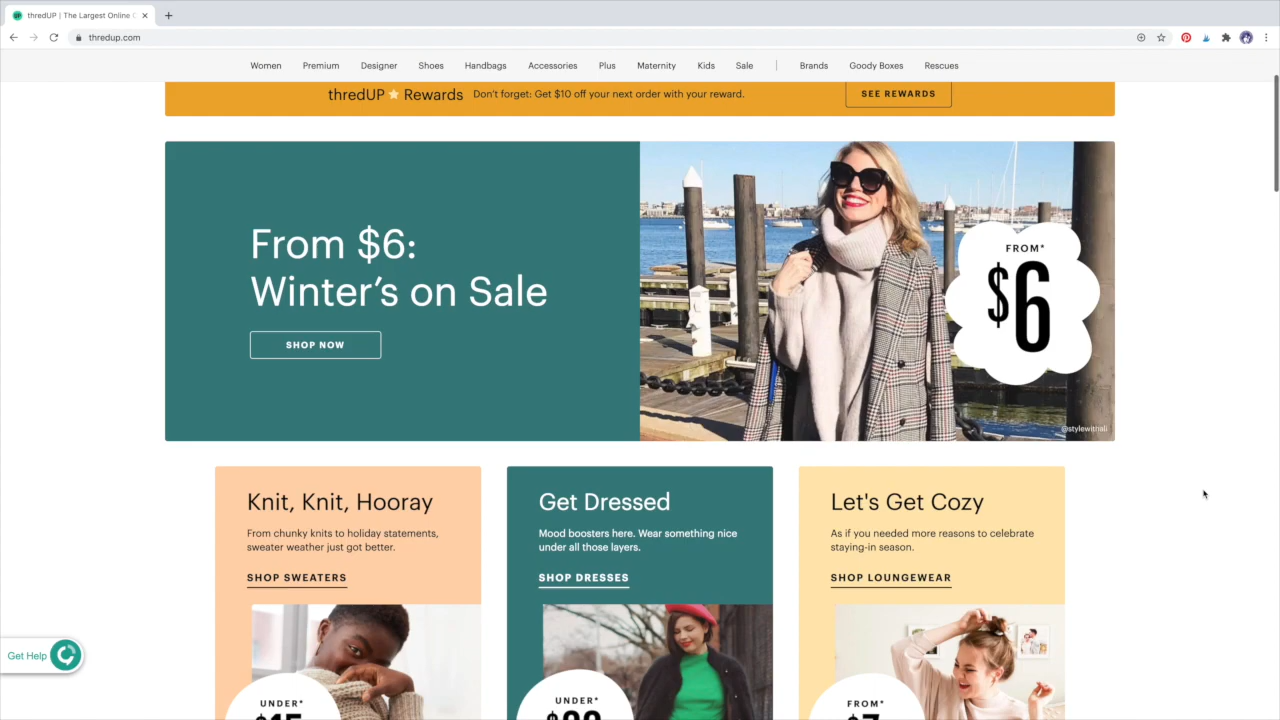 thredUP | The Largest Online
thredup.com
Women Premium Designer Shoes Handbags Accessories Plus Maternity Kids Sale | Brands Goody Boxes Rescues
thredUP Rewards Don't forget: Get $10 off your next order with your reward. SEE REWARDS
From $6:
Winter's on Sale
SHOP NOW
FROM*
$6
@stylewithali
Knit, Knit, Hooray
From chunky knits to holiday statements,
sweater weather just got better.
SHOP SWEATERS
UNDER*
Get Dressed
Mood boosters here. Wear something nice
under all those layers.
SHOP DRESSES
UNDER*
Let's Get Cozy
As if you needed more reasons to celebrate
staying-in season.
SHOP LOUNGEWEAR
FROM*
$7
Get Help